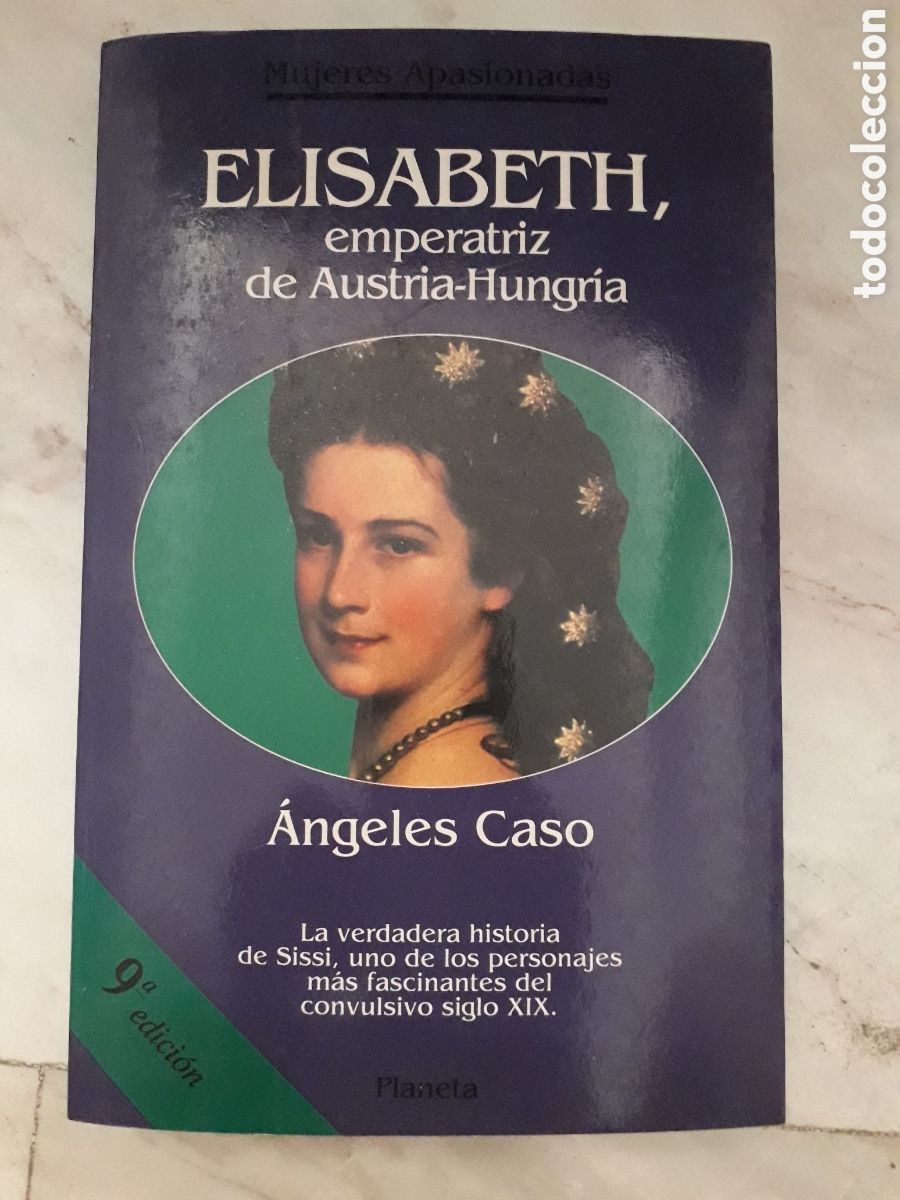 Mujeres Apasionadas
ELISABETH,
emperatriz
de Austria-Hungría
Ángeles Caso
La verdadera historia
de Sissi, uno de los personajes
más fascinantes del
convulsivo siglo XIX.
9ª edición
Planeta
todocoleccion